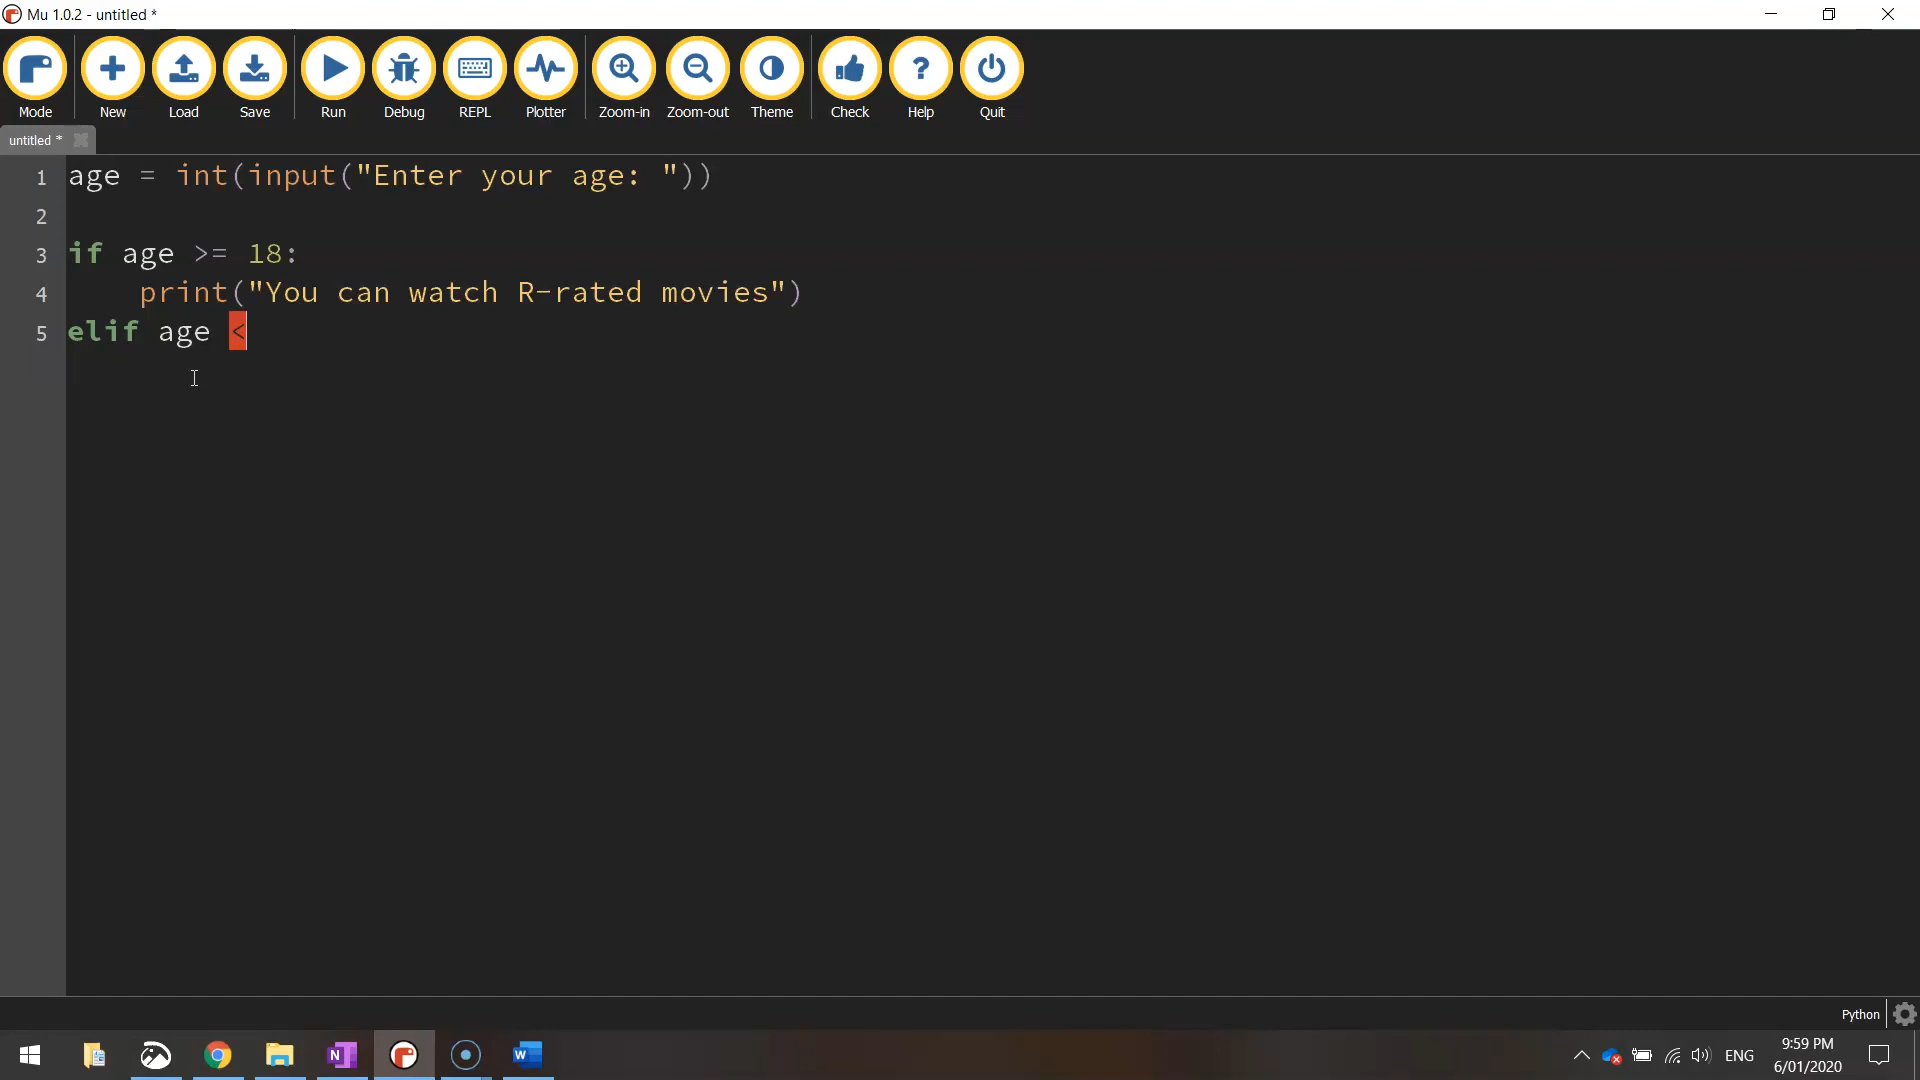 Mu 1.0.2 - untitled *
Mode New Load Save Run Debug REPL Plotter Zoom-in Zoom-out Theme Check Help Quit
untitled *
1 age = int(input("Enter your age: "))
2
3 if age >= 18:
4 print("You can watch R-rated movies")
5 elif age <
Python
ENG
9:59 PM
6/01/2020